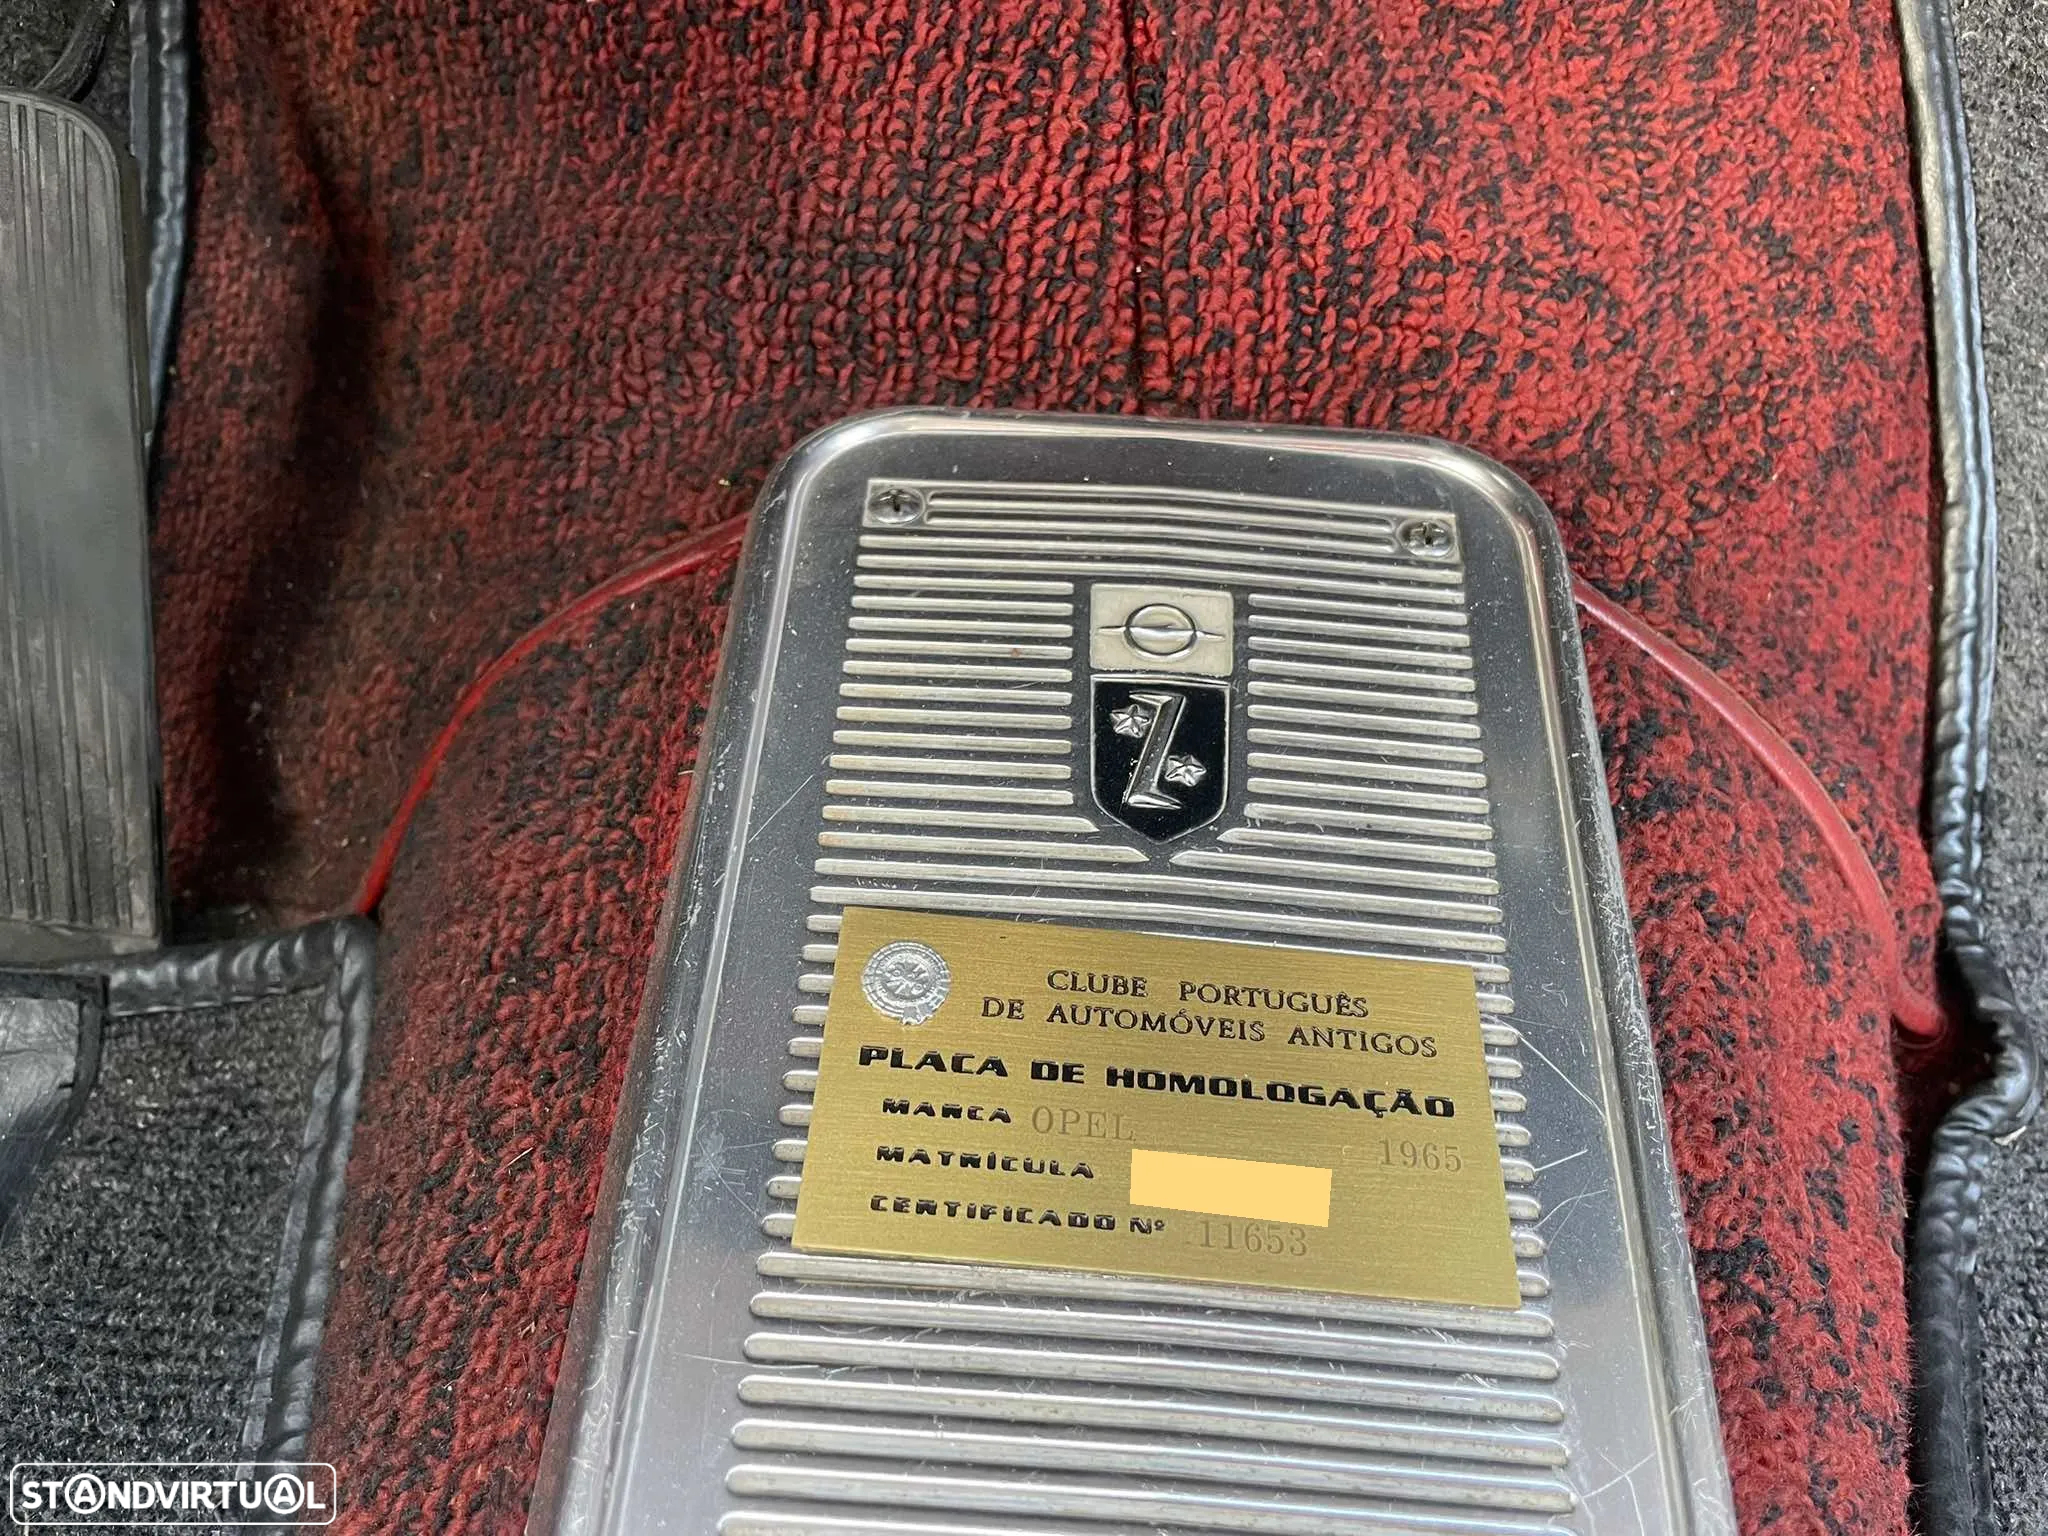 CLUBE PORTUGUÊS
DE AUTOMÓVEIS ANTIGOS
PLACA DE HOMOLOGAÇÃO
MARCA OPEL 1965
MATRÍCULA
CERTIFICADO Nº 11653
STANDVIRTUAL